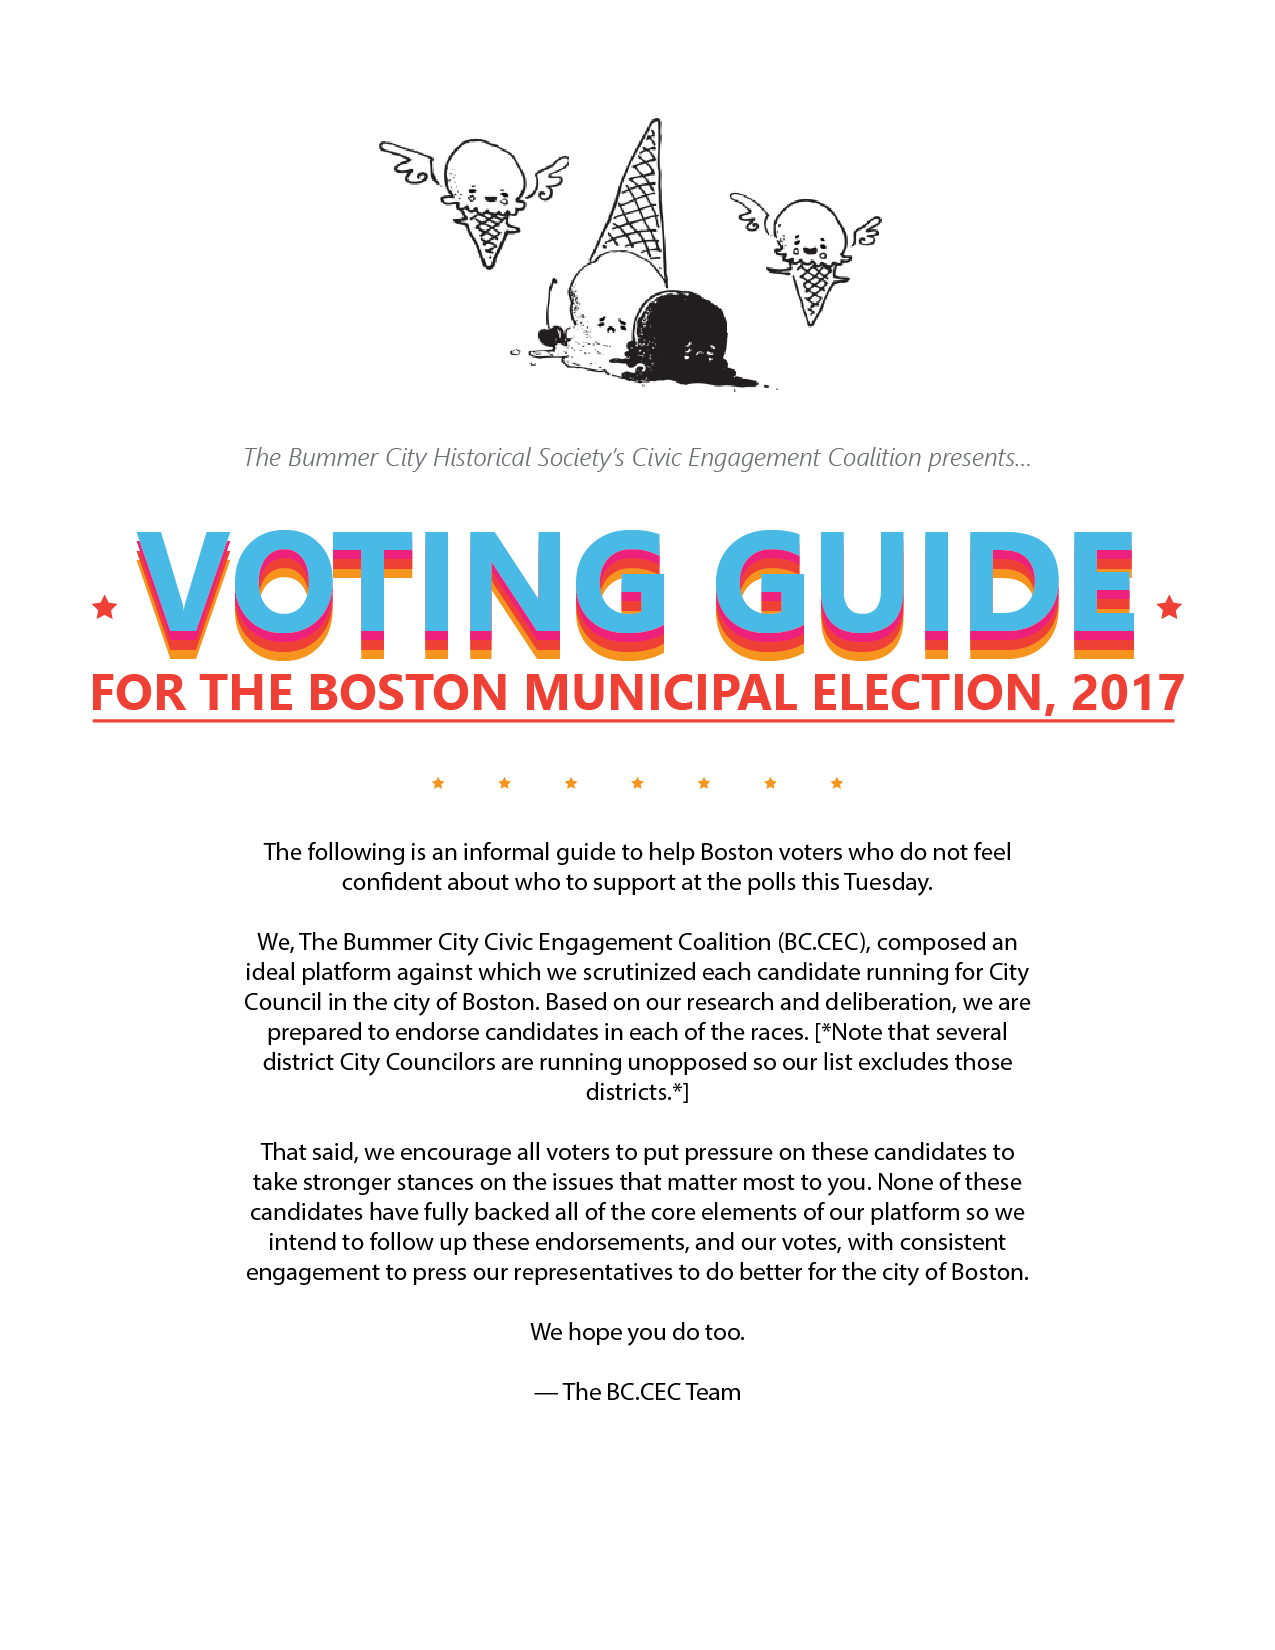 The Bummer City Historical Society's Civic Engagement Coalition presents...
VOTING GUIDE
FOR THE BOSTON MUNICIPAL ELECTION, 2017
The following is an informal guide to help Boston voters who do not feel
confident about who to support at the polls this Tuesday.
We, The Bummer City Civic Engagement Coalition (BC.CEC), composed an
ideal platform against which we scrutinized each candidate running for City
Council in the city of Boston. Based on our research and deliberation, we are
prepared to endorse candidates in each of the races. [*Note that several
district City Councilors are running unopposed so our list excludes those
districts.*]
That said, we encourage all voters to put pressure on these candidates to
take stronger stances on the issues that matter most to you. None of these
candidates have fully backed all of the core elements of our platform so we
intend to follow up these endorsements, and our votes, with consistent
engagement to press our representatives to do better for the city of Boston.
We hope you do too.
— The BC.CEC Team